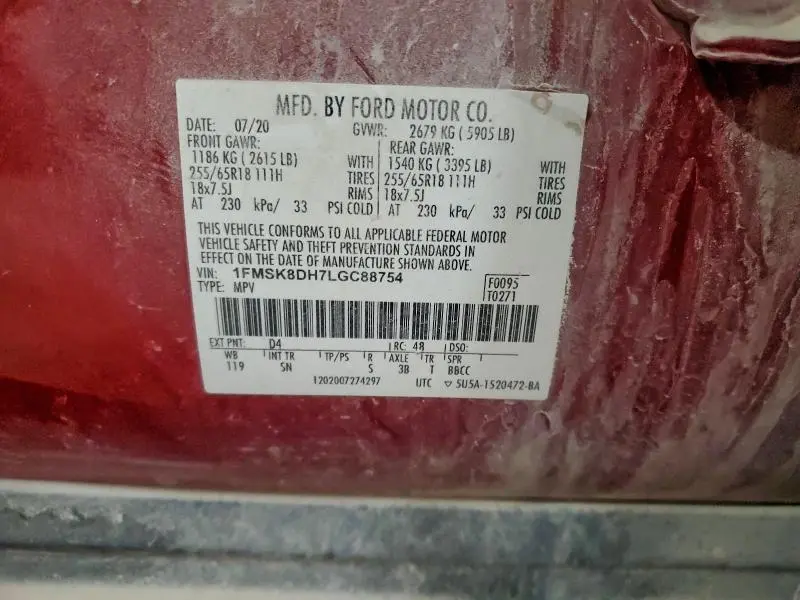 MFD. BY FORD MOTOR CO.
DATE: 07/20 GVWR: 2679 KG ( 5905 LB)
FRONT GAWR: REAR GAWR:
1186 KG ( 2615 LB) 1540 KG ( 3395 LB) WITH
255/65R18 111H TIRES 255/65R18 111H TIRES
18x7.5J RIMS 18x7.5J RIMS
AT 230 kPa/ 33 PSI COLD AT 230 kPa/ 33 PSI COLD
WITH
THIS VEHICLE CONFORMS TO ALL APPLICABLE FEDERAL MOTOR
VEHICLE SAFETY AND THEFT PREVENTION STANDARDS IN
EFFECT ON THE DATE OF MANUFACTURE SHOWN ABOVE.
VIN: 1FMSK8DH7LGC88754 F0095
TYPE: MPV T0271
EXT PNT: D4 RC: 48 DSO:
WB INT TR TP/PS R AXLE TR SPR
119 SN S 3B T BBCC
1202007274297 UTC ▽ 5U5A-1520472-BA